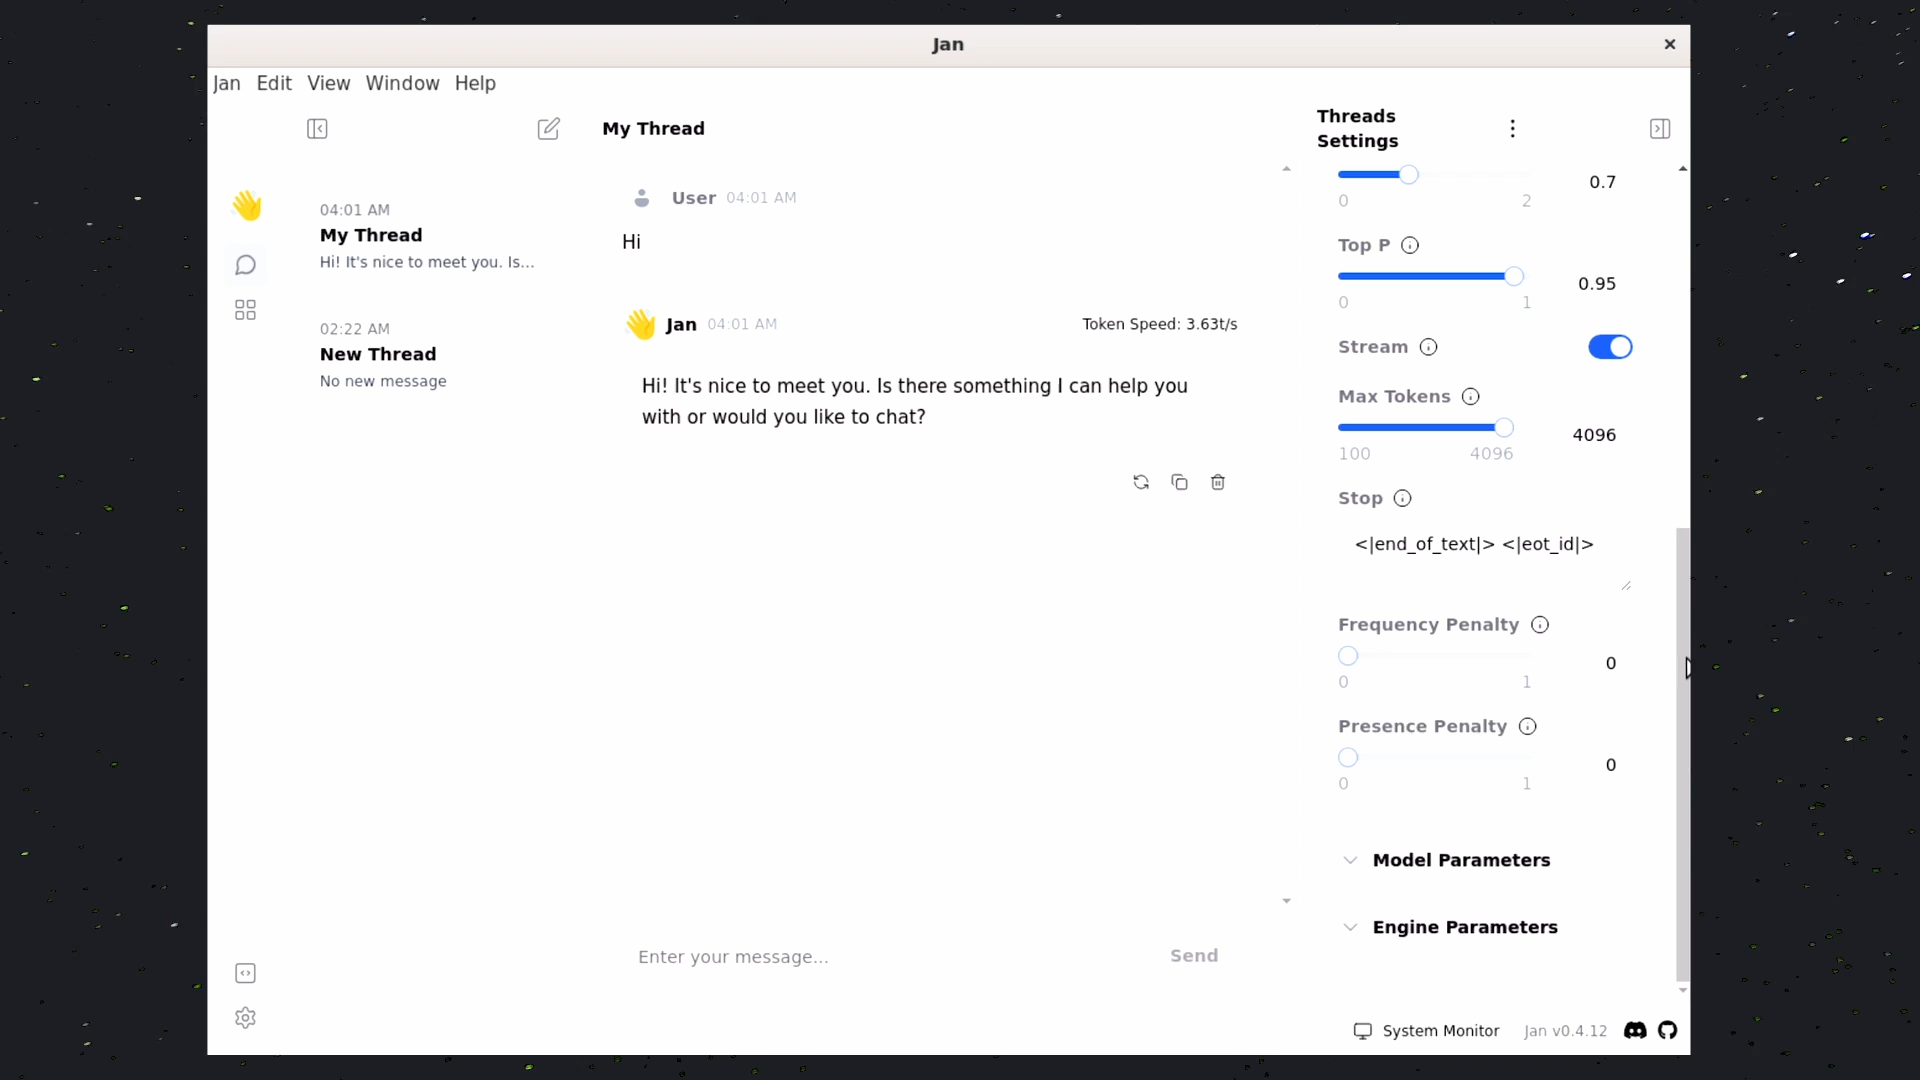 Jan
Jan Edit View Window Help
My Thread
Threads Settings
04:01 AM
My Thread
Hi! It's nice to meet you. Is...
02:22 AM
New Thread
No new message
User 04:01 AM
Hi
Jan 04:01 AM Token Speed: 3.63t/s
Hi! It's nice to meet you. Is there something I can help you
with or would you like to chat?
Enter your message...
Send
0.7
0 2
Top P
0.95
0 1
Stream
Max Tokens
4096
100 4096
Stop
<|end_of_text|> <|eot_id|>
Frequency Penalty
0
0 1
Presence Penalty
0
0 1
Model Parameters
Engine Parameters
System Monitor Jan v0.4.12